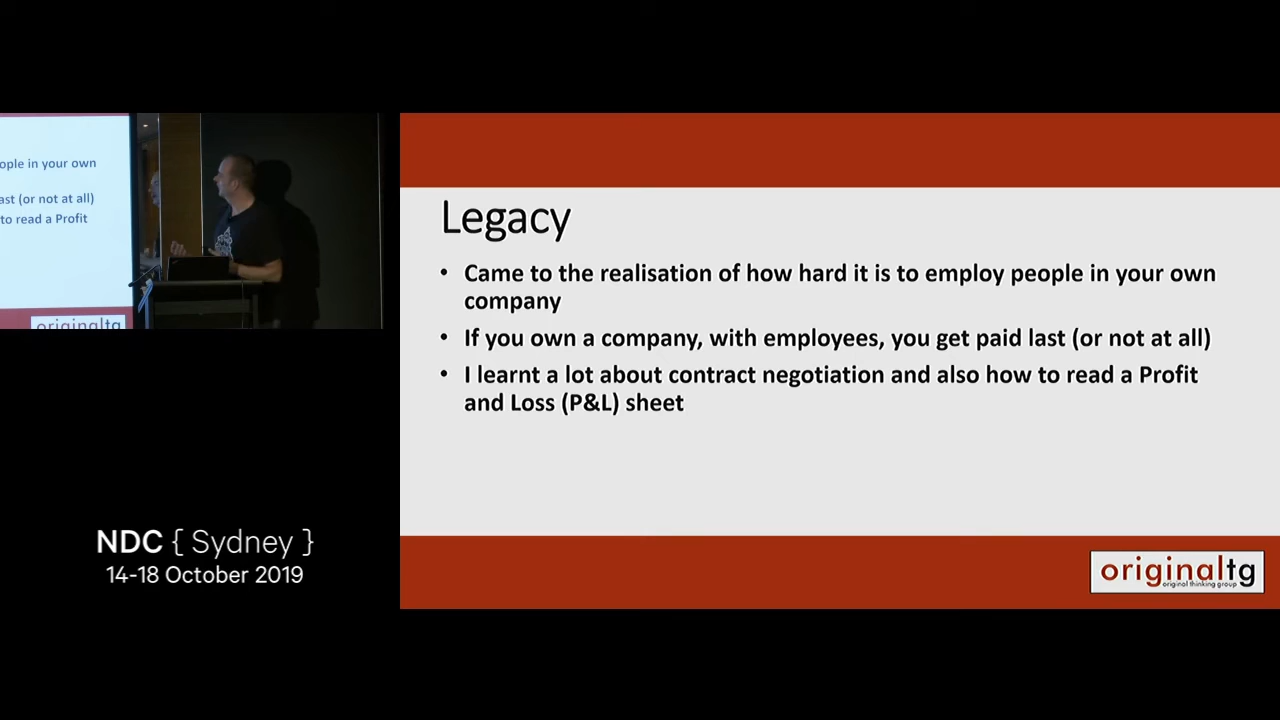 ople in your own
ast (or not at all)
to read a Profit
originaltg
Legacy
• Came to the realisation of how hard it is to employ people in your own
company
• If you own a company, with employees, you get paid last (or not at all)
• I learnt a lot about contract negotiation and also how to read a Profit
and Loss (P&L) sheet
NDC { Sydney }
14-18 October 2019
originaltg
original thinking group